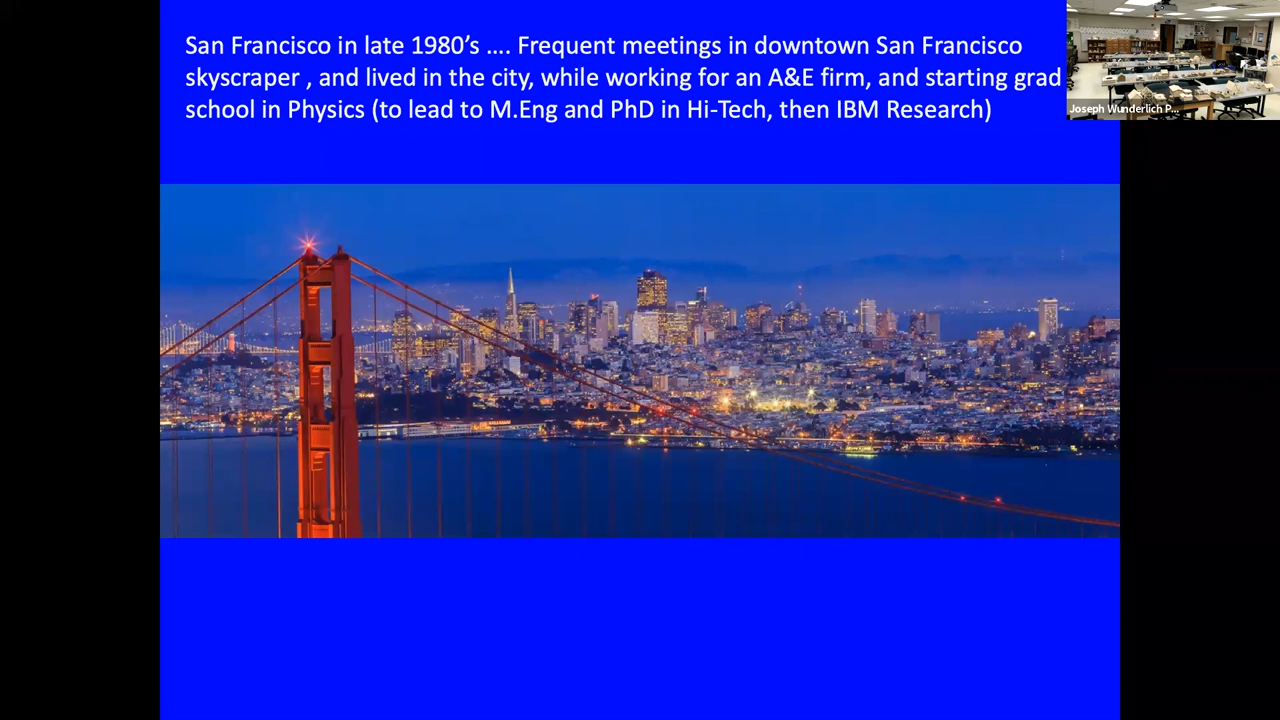 San Francisco in late 1980’s …. Frequent meetings in downtown San Francisco
skyscraper , and lived in the city, while working for an A&E firm, and starting grad
school in Physics (to lead to M.Eng and PhD in Hi-Tech, then IBM Research)
Joseph Wunderlich P...